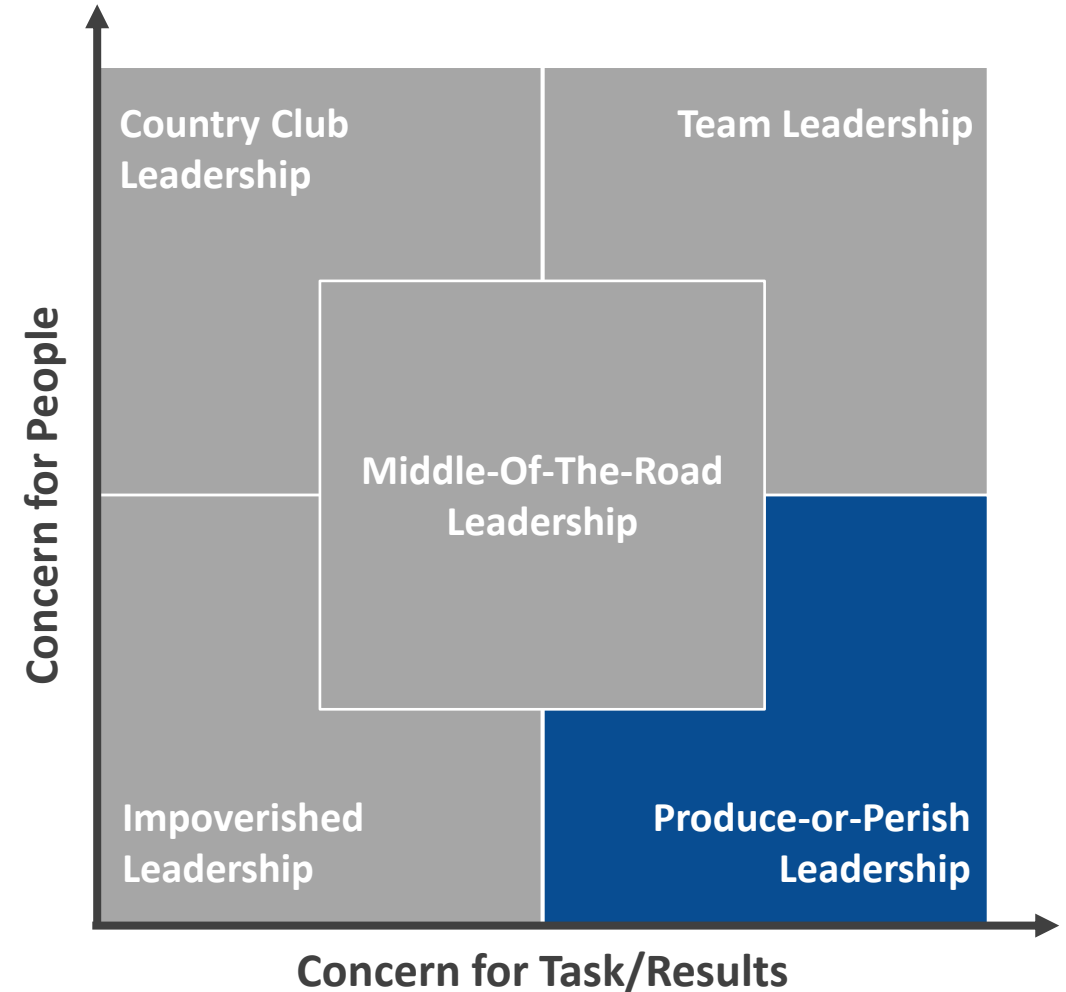 Country Club
Leadership
Team Leadership
Concern for People
Middle-Of-The-Road
Leadership
Impoverished
Leadership
Produce-or-Perish
Leadership
Concern for Task/Results